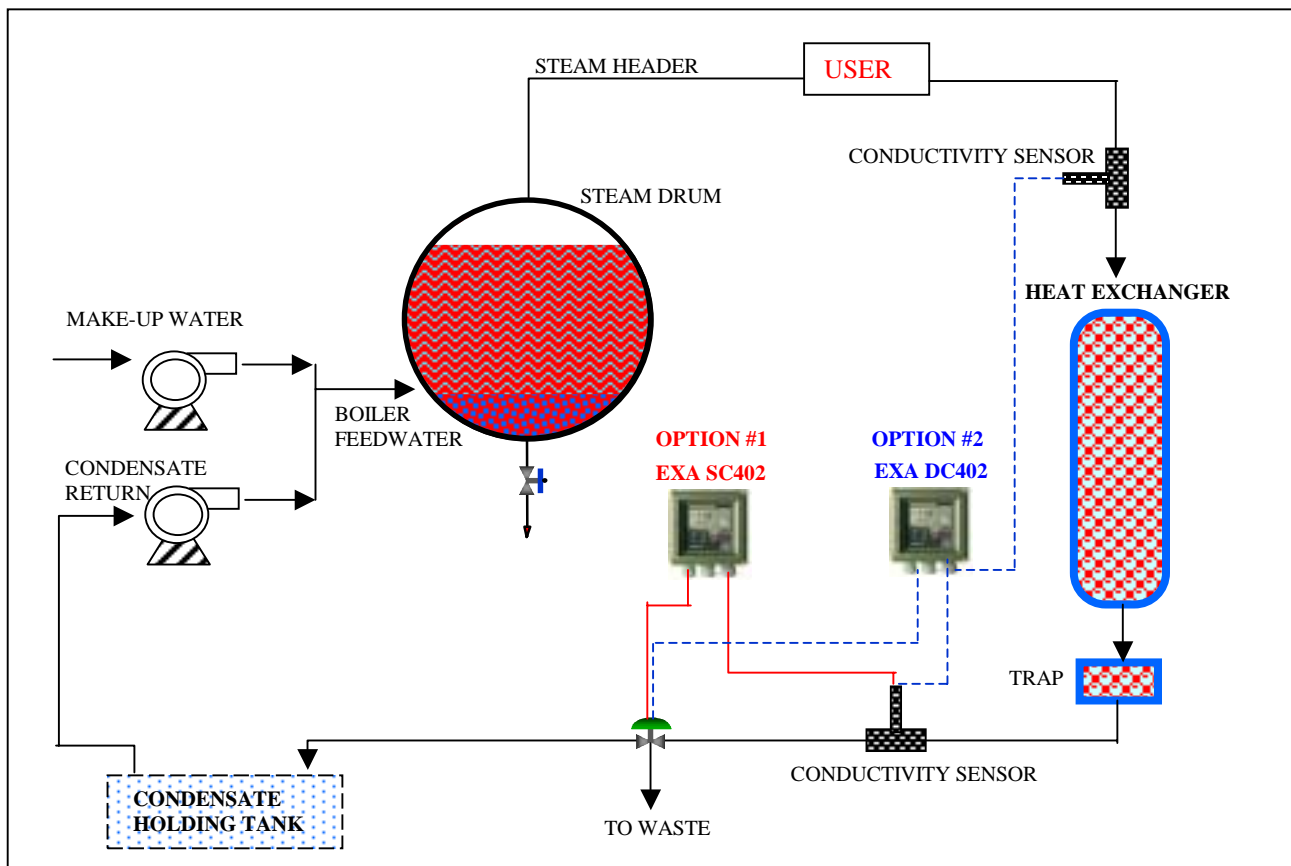 STEAM HEADER
USER
CONDUCTIVITY SENSOR
STEAM DRUM
HEAT EXCHANGER
MAKE-UP WATER
BOILER
FEEDWATER
OPTION #1
EXA SC402
OPTION #2
EXA DC402
CONDENSATE
RETURN
TRAP
CONDUCTIVITY SENSOR
CONDENSATE
HOLDING TANK
TO WASTE